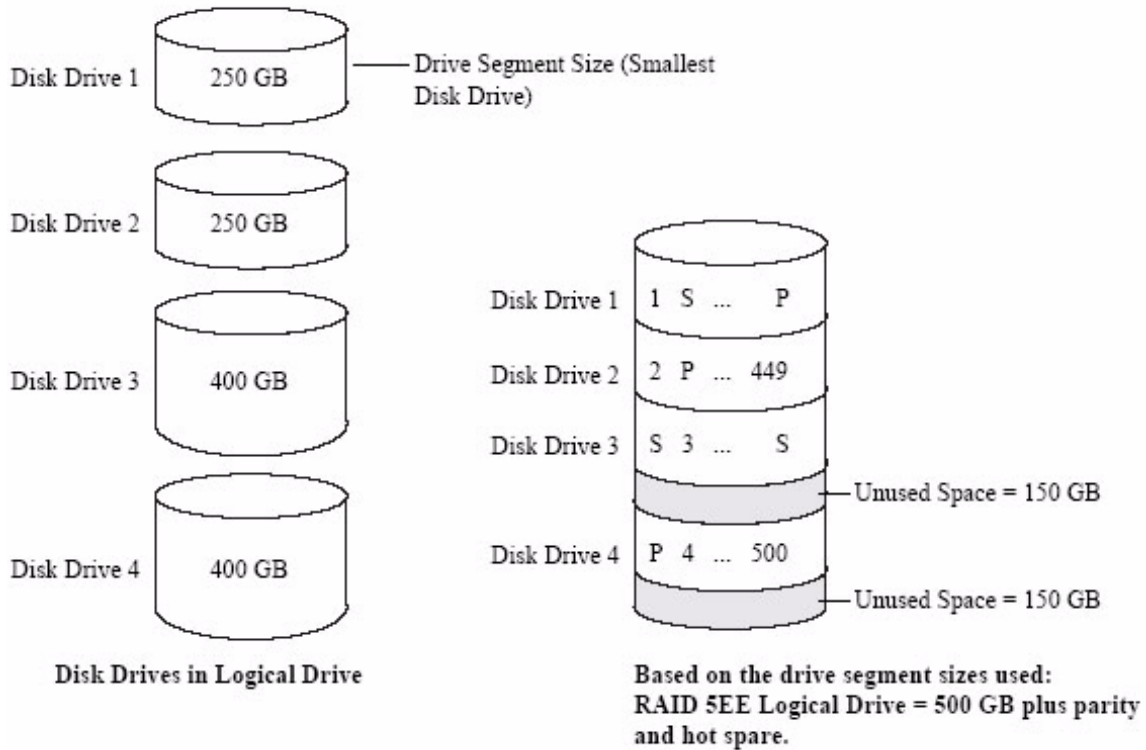 Disk Drive 1
250 GB
Drive Segment Size (Smallest
Disk Drive)
Disk Drive 2
250 GB
Disk Drive 3
400 GB
Disk Drive 4
400 GB
Disk Drives in Logical Drive
Disk Drive 1
1 S ... P
Disk Drive 2
2 P ... 449
Disk Drive 3
S 3 ... S
Unused Space = 150 GB
Disk Drive 4
P 4 ... 500
Unused Space = 150 GB
Based on the drive segment sizes used:
RAID 5EE Logical Drive = 500 GB plus parity
and hot spare.